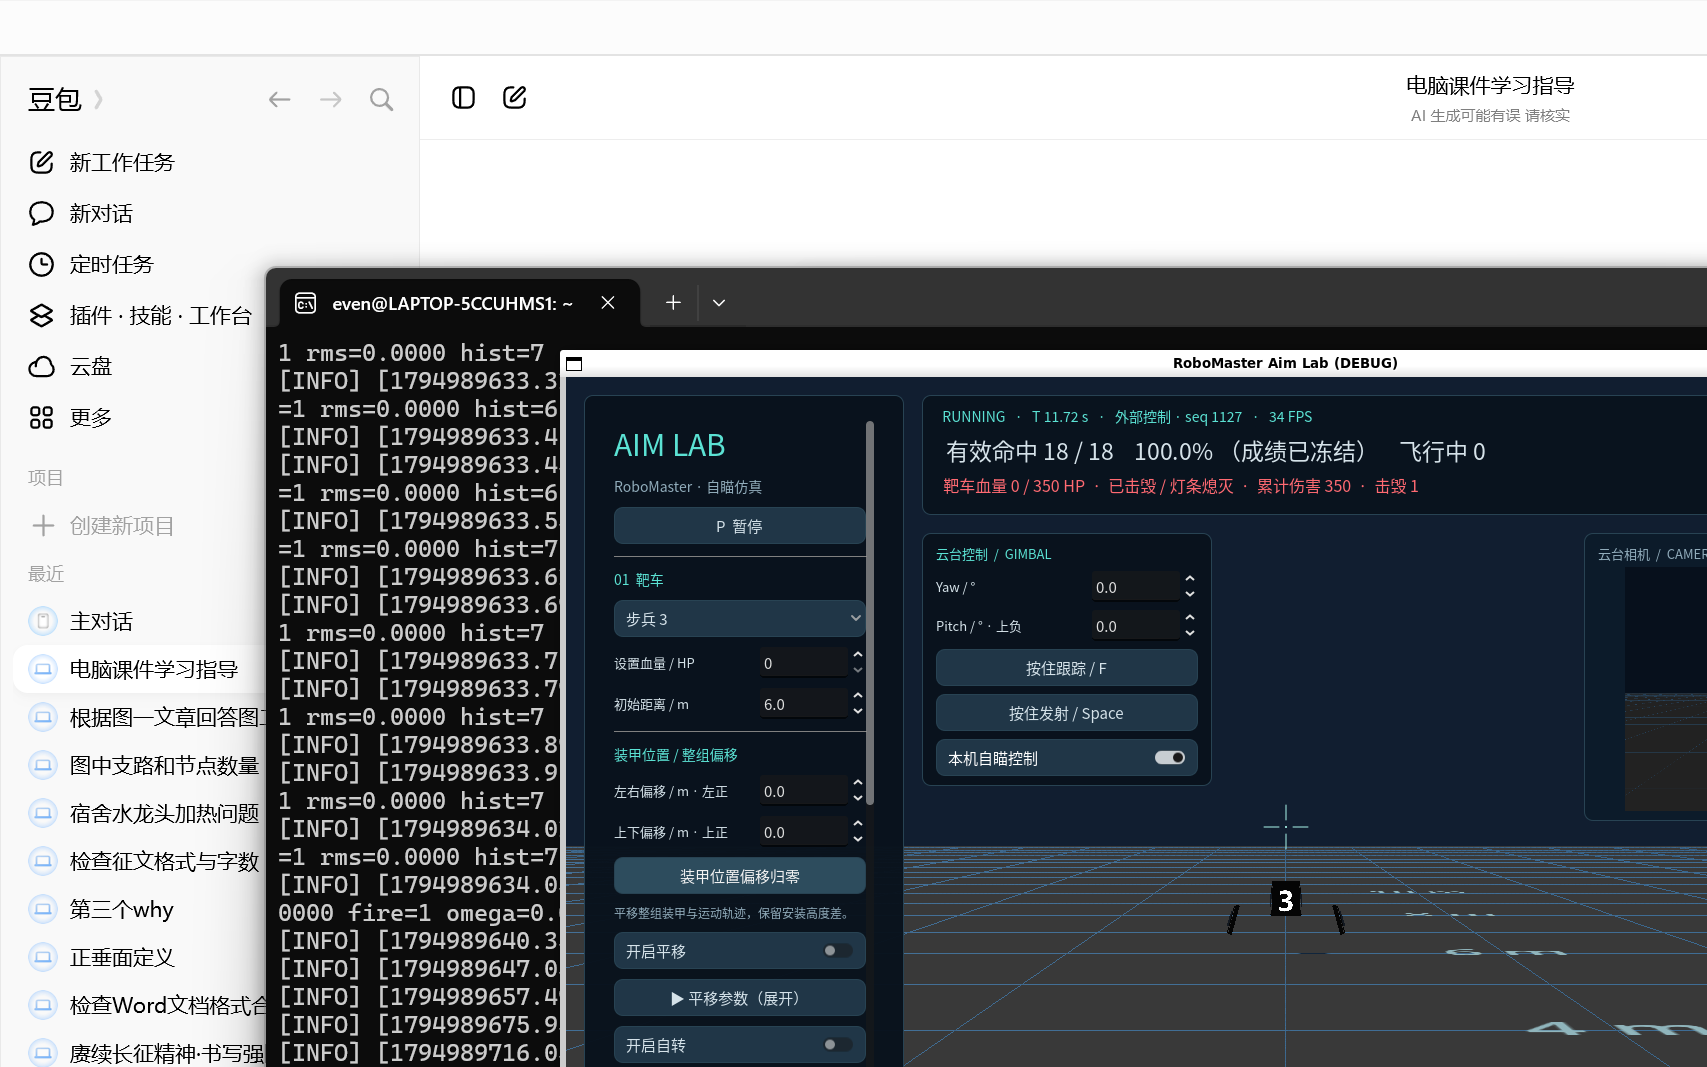 豆包
新工作任务
新对话
定时任务
插件 · 技能 · 工作台
云盘
更多
项目
创建新项目
最近
主对话
电脑课件学习指导
根据图一文章回答图
图中支路和节点数量
宿舍水龙头加热问题
检查征文格式与字数
第三个why
正垂面定义
检查Word文档格式合
赓续长征精神·书写强
电脑课件学习指导
AI 生成可能有误 请核实
even@LAPTOP-5CCUHMS1: ~
1 rms=0.0000 hist=7
[INFO] [1794989633.3
=1 rms=0.0000 hist=6
[INFO] [1794989633.4
[INFO] [1794989633.4
=1 rms=0.0000 hist=6
[INFO] [1794989633.5
=1 rms=0.0000 hist=7
[INFO] [1794989633.6
[INFO] [1794989633.6
1 rms=0.0000 hist=7
[INFO] [1794989633.7
[INFO] [1794989633.7
1 rms=0.0000 hist=7
[INFO] [1794989633.8
[INFO] [1794989633.9
1 rms=0.0000 hist=7
[INFO] [1794989634.0
=1 rms=0.0000 hist=7
[INFO] [1794989634.0
0000 fire=1 omega=0.
[INFO] [1794989640.3
[INFO] [1794989647.0
[INFO] [1794989657.4
[INFO] [1794989675.9
[INFO] [1794989716.0
RoboMaster Aim Lab (DEBUG)
AIM LAB
RoboMaster · 自瞄仿真
P 暂停
01 靶车
步兵 3
设置血量 / HP 0
初始距离 / m 6.0
装甲位置 / 整组偏移
左右偏移 / m · 左正 0.0
上下偏移 / m · 上正 0.0
装甲位置偏移归零
平移整组装甲与运动轨迹，保留安装高度差。
开启平移
▶ 平移参数（展开）
开启自转
RUNNING · T 11.72 s · 外部控制 · seq 1127 · 34 FPS
有效命中 18 / 18 100.0% （成绩已冻结） 飞行中 0
靶车血量 0 / 350 HP · 已击毁 / 灯条熄灭 · 累计伤害 350 · 击毁 1
云台控制 / GIMBAL
Yaw / ° 0.0
Pitch / ° · 上负 0.0
按住跟踪 / F
按住发射 / Space
本机自瞄控制
云台相机 / CAMER
3
6 m
4 m